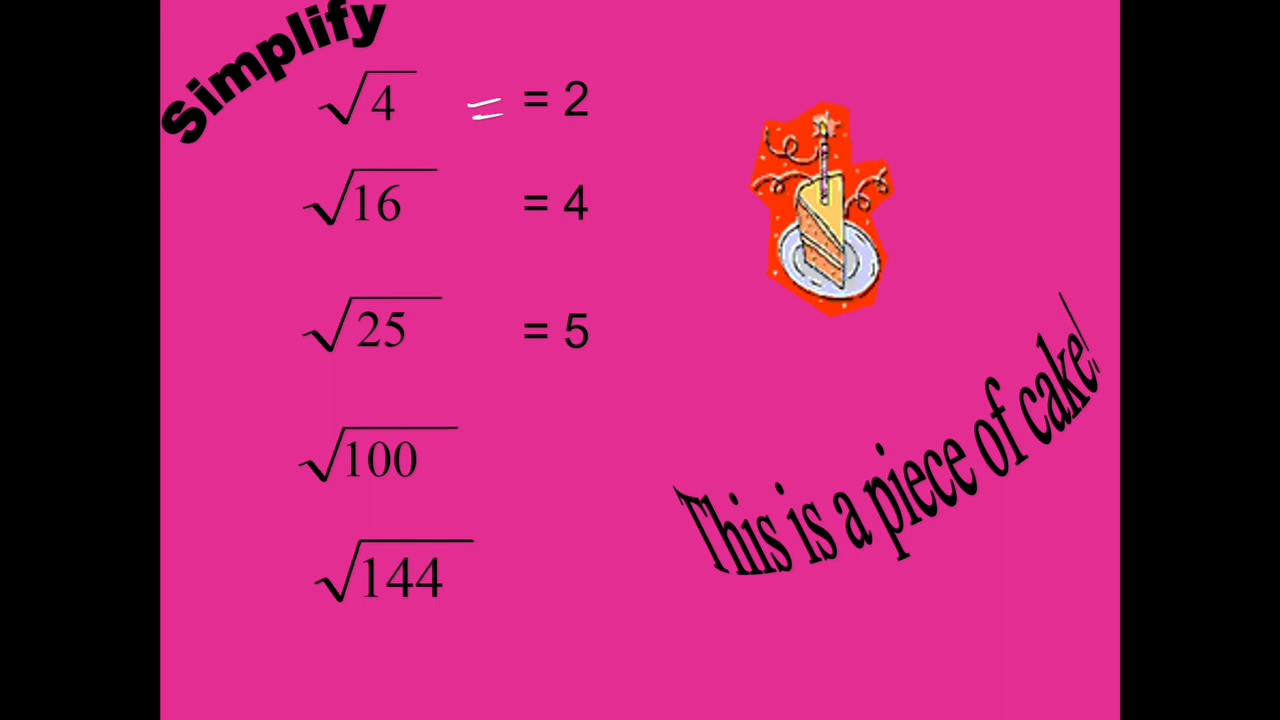 Simplify
√4 = = 2
√16 = 4
√25 = 5
√100
√144
This is a piece of cake!